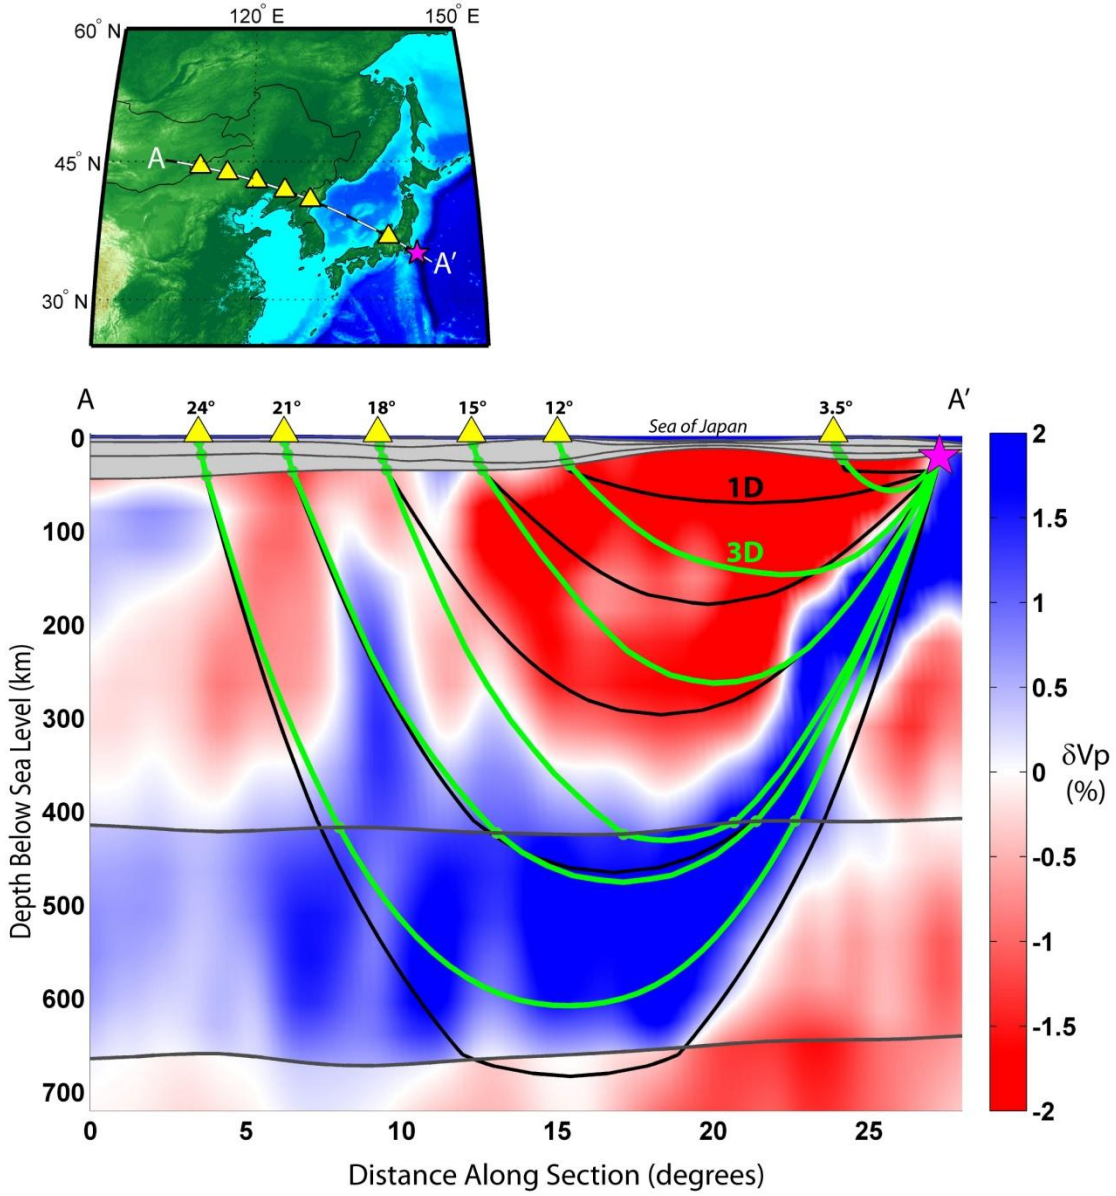 120° E
150° E
60° N
45° N
30° N
A
A'
A
A'
24°
21°
18°
15°
12°
3.5°
Sea of Japan
1D
3D
0
100
200
300
400
500
600
700
Depth Below Sea Level (km)
0
5
10
15
20
25
Distance Along Section (degrees)
2
1.5
1
0.5
0
-0.5
-1
-1.5
-2
δVp
(%)